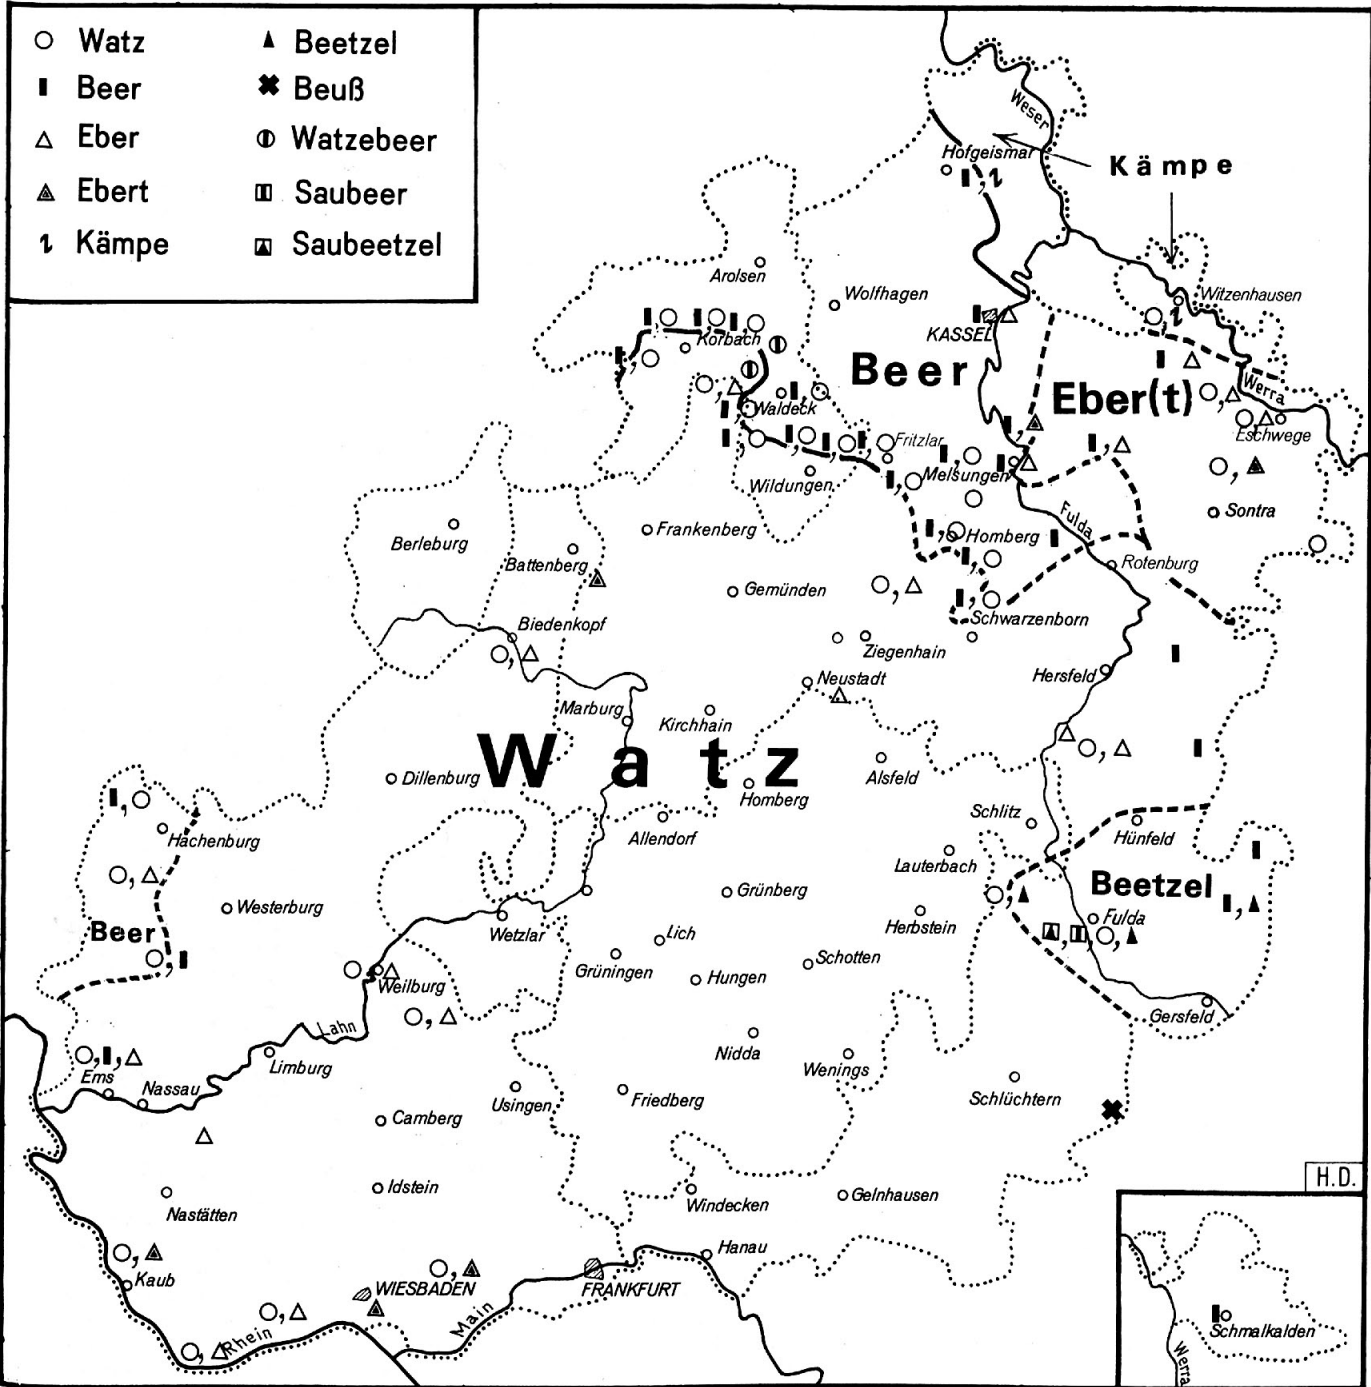 Watz
Beer
Eber
Ebert
Kämpe
Beetzel
Beuß
Watzebeer
Saubeer
Saubeetzel
Weser
Hofgeismar
Kämpe
Arolsen
Wolfhagen
Witzenhausen
KASSEL
Korbach
Beer
Eber(t)
Werra
Waldeck
Eschwege
Fritzlar
Melsungen
Wildungen
Sontra
Fulda
Frankenberg
Homberg
Berleburg
Battenberg
Rotenburg
Gemünden
Schwarzenborn
Biedenkopf
Ziegenhain
Hersfeld
Neustadt
Marburg
Kirchhain
Watz
Dillenburg
Alsfeld
Homberg
Schlitz
Allendorf
Hünfeld
Hachenburg
Lauterbach
Beetzel
Grünberg
Westerburg
Herbstein
Fulda
Beer
Wetzlar
Lich
Grüningen
Hungen
Schotten
Weilburg
Gersfeld
Lahn
Limburg
Nidda
Wenings
Ems
Nassau
Usingen
Friedberg
Schlüchtern
Camberg
Idstein
H.D.
Nastätten
Windecken
Gelnhausen
Hanau
Kaub
WIESBADEN
FRANKFURT
Main
Rhein
Schmalkalden
Werra